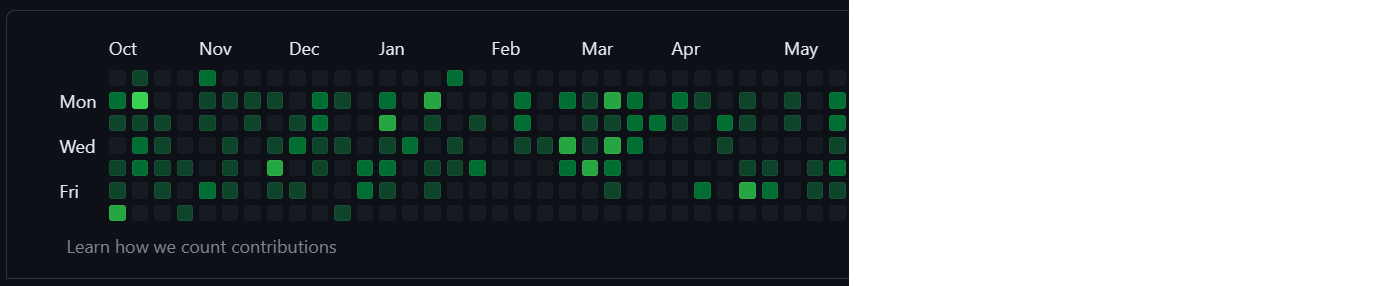 Oct Nov Dec Jan Feb Mar Apr May
Mon
Wed
Fri
Learn how we count contributions